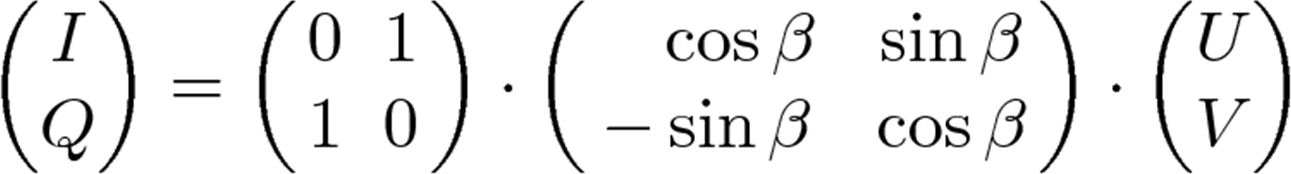 (I Q) = (0 1 1 0) · (cos β sin β − sin β cos β) · (U V)